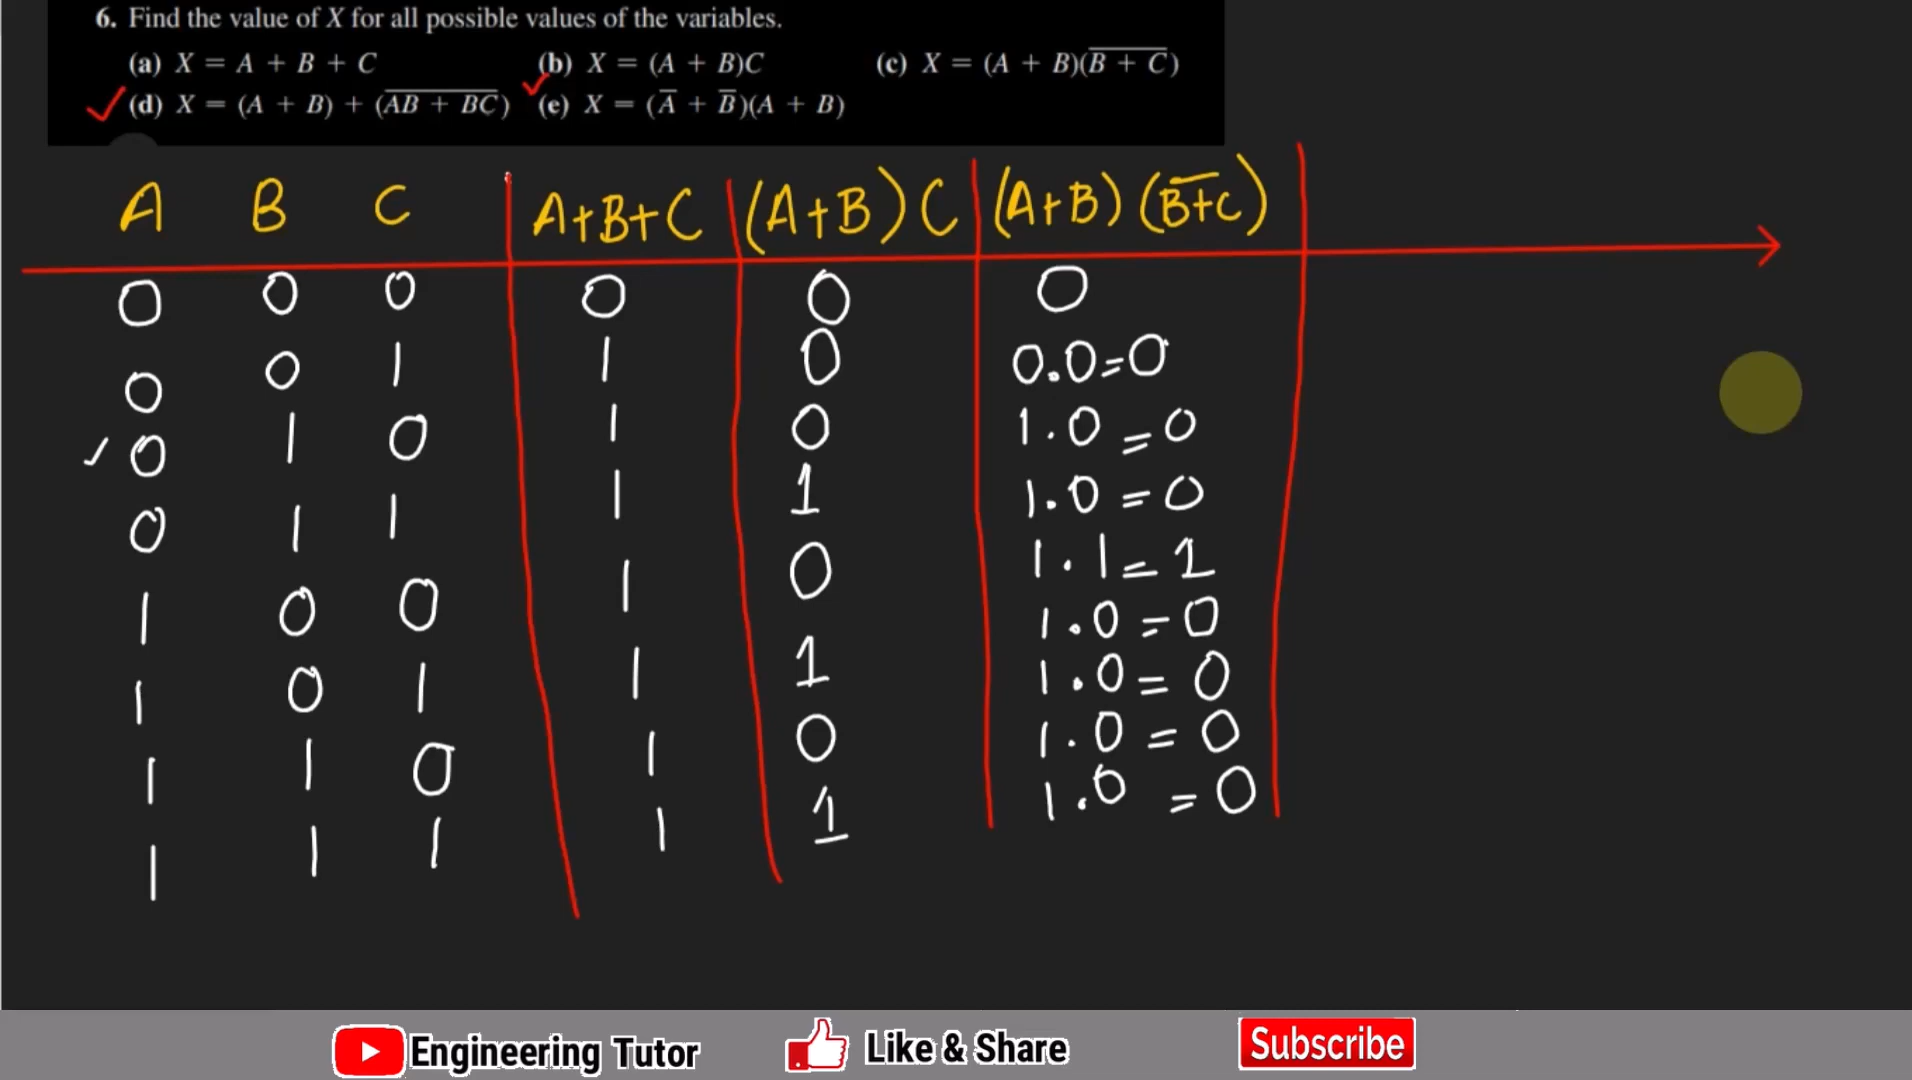 6. Find the value of X for all possible values of the variables.
(a) X = A + B + C (b) X = (A + B)C (c) X = (A + B)(B̅ ̅+̅ ̅C̅)
(d) X = (A + B) + (A̅B̅ ̅+̅ ̅B̅C̅) (e) X = (A̅ + B̅)(A + B)
A B C A+B+C (A+B)C (A+B)(B̅+̅C̅)
0 0 0 0 0 0
0 0 1 1 0 0.0=0
0 1 0 1 0 1.0=0
0 1 1 1 1 1.0=0
1 0 0 1 0 1.1=1
1 0 1 1 1 1.0=0
1 1 0 1 0 1.0=0
1 1 1 1 1 1.0=0
1.0=0
Engineering Tutor Like & Share Subscribe